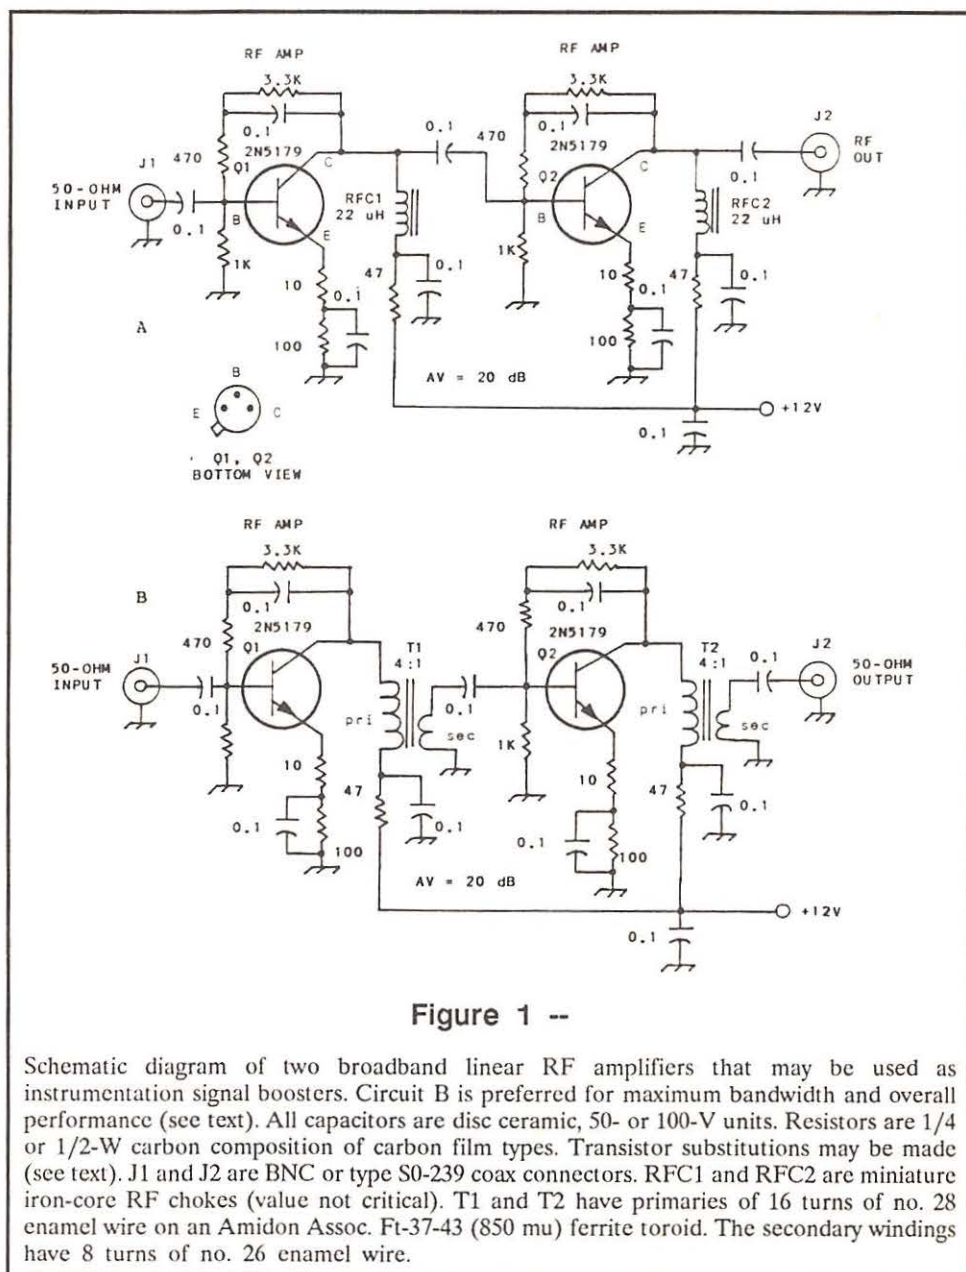 RF AMP
3.3K
0.1
470
2N5179
Q1
C
B
E
J1
50-OHM
INPUT
0.1
1K
10
0.1
100
RFC1
22 uH
0.1
47
0.1
470
RF AMP
3.3K
0.1
2N5179
Q2
C
B
E
1K
10
0.1
100
J2
RF
OUT
0.1
RFC2
22 uH
47
0.1
A
AV = 20 dB
+12V
0.1
B
E
C
Q1, Q2
BOTTOM VIEW
RF AMP
3.3K
0.1
B
470
2N5179
Q1
J1
50-OHM
INPUT
0.1
10
0.1
100
T1
4:1
pri
sec
0.1
47
0.1
RF AMP
3.3K
0.1
470
2N5179
Q2
1K
10
0.1
100
T2
4:1
pri
sec
0.1
J2
50-OHM
OUTPUT
47
0.1
AV = 20 dB
+12V
0.1
Figure 1 --
Schematic diagram of two broadband linear RF amplifiers that may be used as
instrumentation signal boosters. Circuit B is preferred for maximum bandwidth and overall
performance (see text). All capacitors are disc ceramic, 50- or 100-V units. Resistors are 1/4
or 1/2-W carbon composition of carbon film types. Transistor substitutions may be made
(see text). J1 and J2 are BNC or type S0-239 coax connectors. RFC1 and RFC2 are miniature
iron-core RF chokes (value not critical). T1 and T2 have primaries of 16 turns of no. 28
enamel wire on an Amidon Assoc. Ft-37-43 (850 mu) ferrite toroid. The secondary windings
have 8 turns of no. 26 enamel wire.